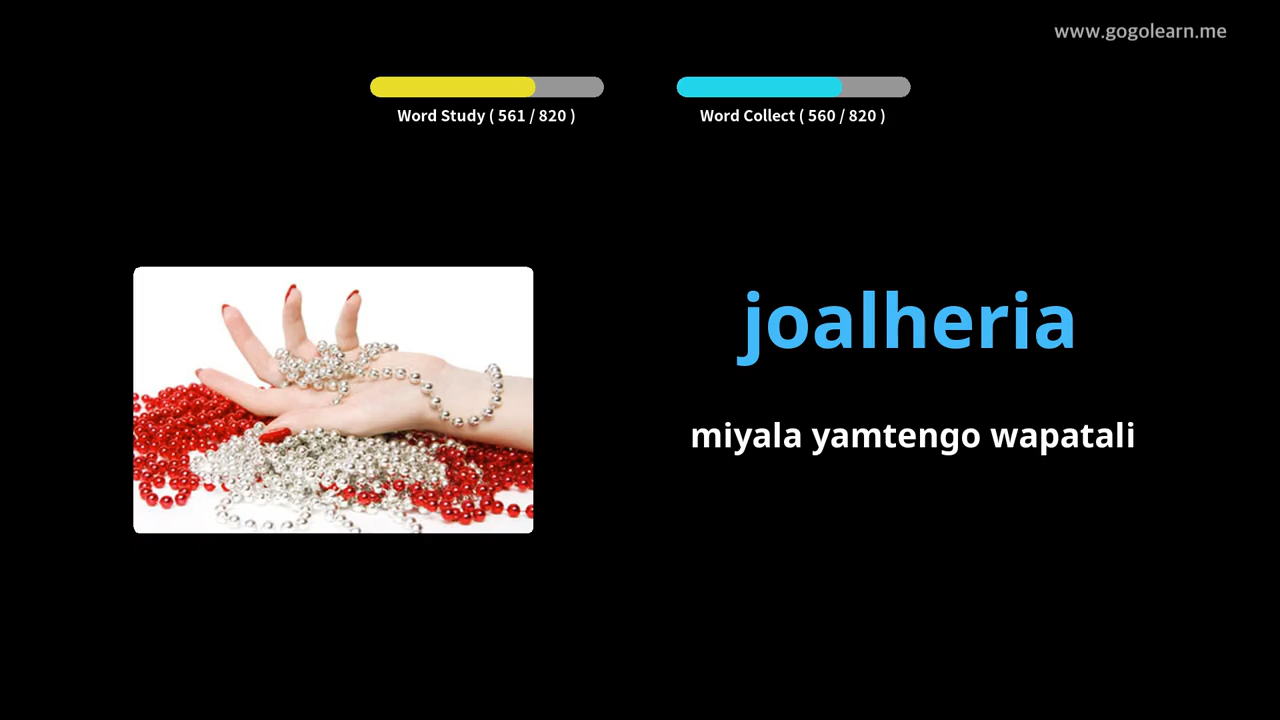 www.gogolearn.me
Word Study ( 561 / 820 )
Word Collect ( 560 / 820 )
joalheria
miyala yamtengo wapatali